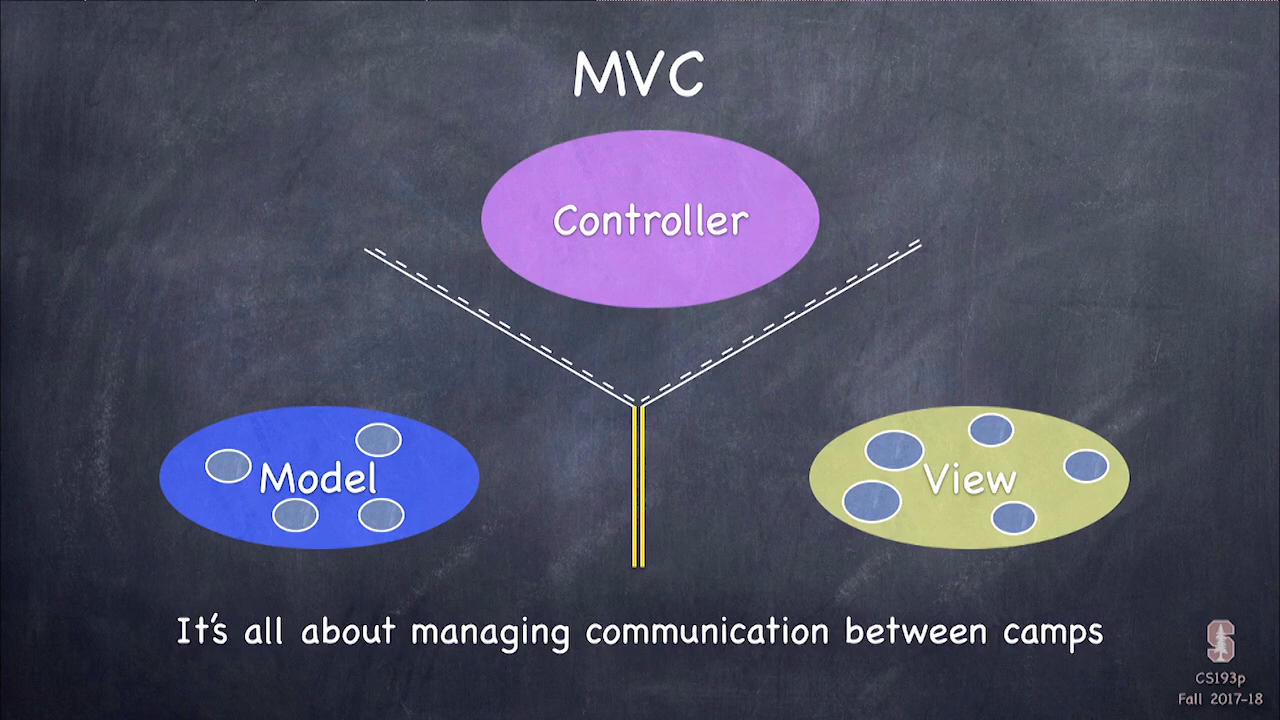 MVC
Controller
Model
View
It's all about managing communication between camps
S
CS193p
Fall 2017-18